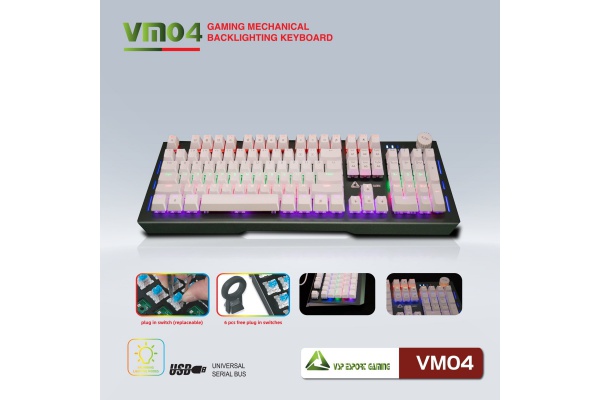 VM04
GAMING MECHANICAL
BACKLIGHTING KEYBOARD
plug in switch (replaceable)
6 pcs free plug in switches
USB
UNIVERSAL
SERIAL BUS
VSP ESPORT GAMING
VM04